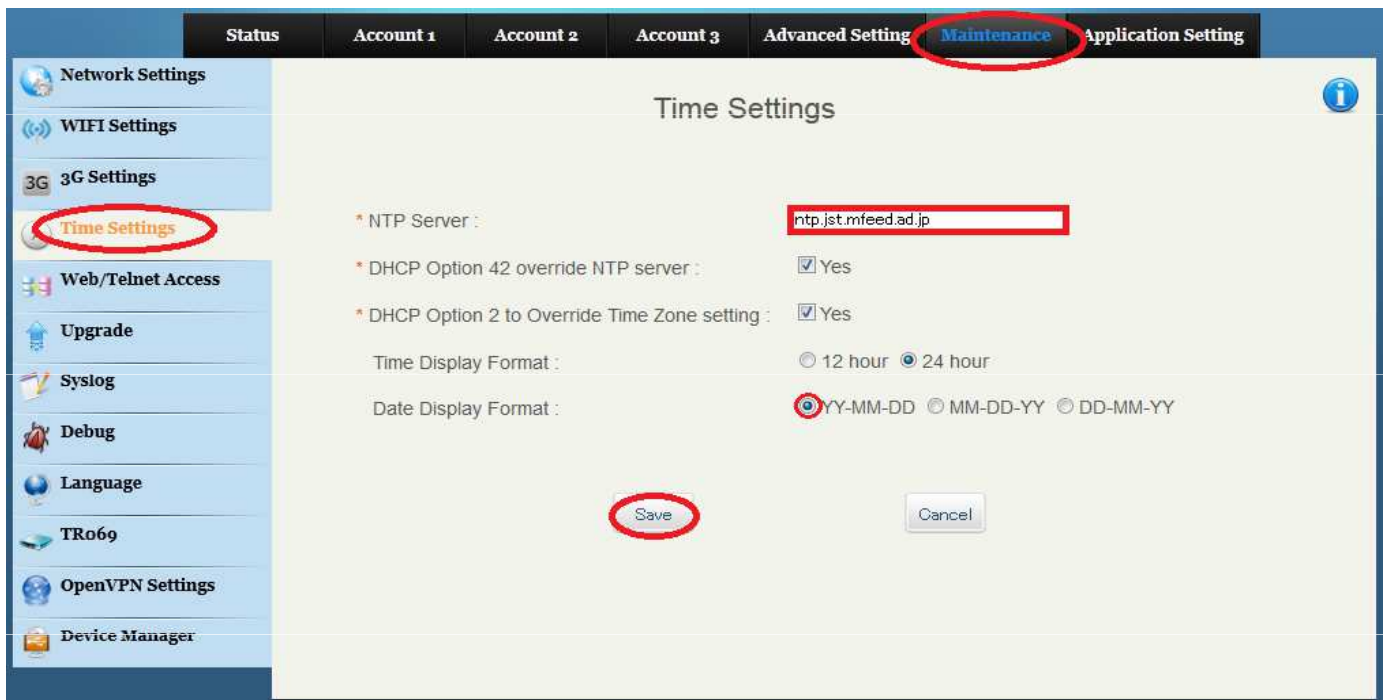 Status Account 1 Account 2 Account 3 Advanced Setting Maintenance Application Setting
Network Settings
WIFI Settings
3G 3G Settings
Time Settings
Web/Telnet Access
Upgrade
Syslog
Debug
Language
TR069
OpenVPN Settings
Device Manager
Time Settings
* NTP Server : ntp.jst.mfeed.ad.jp
* DHCP Option 42 override NTP server : Yes
* DHCP Option 2 to Override Time Zone setting : Yes
Time Display Format : 12 hour 24 hour
Date Display Format : YY-MM-DD MM-DD-YY DD-MM-YY
Save Cancel